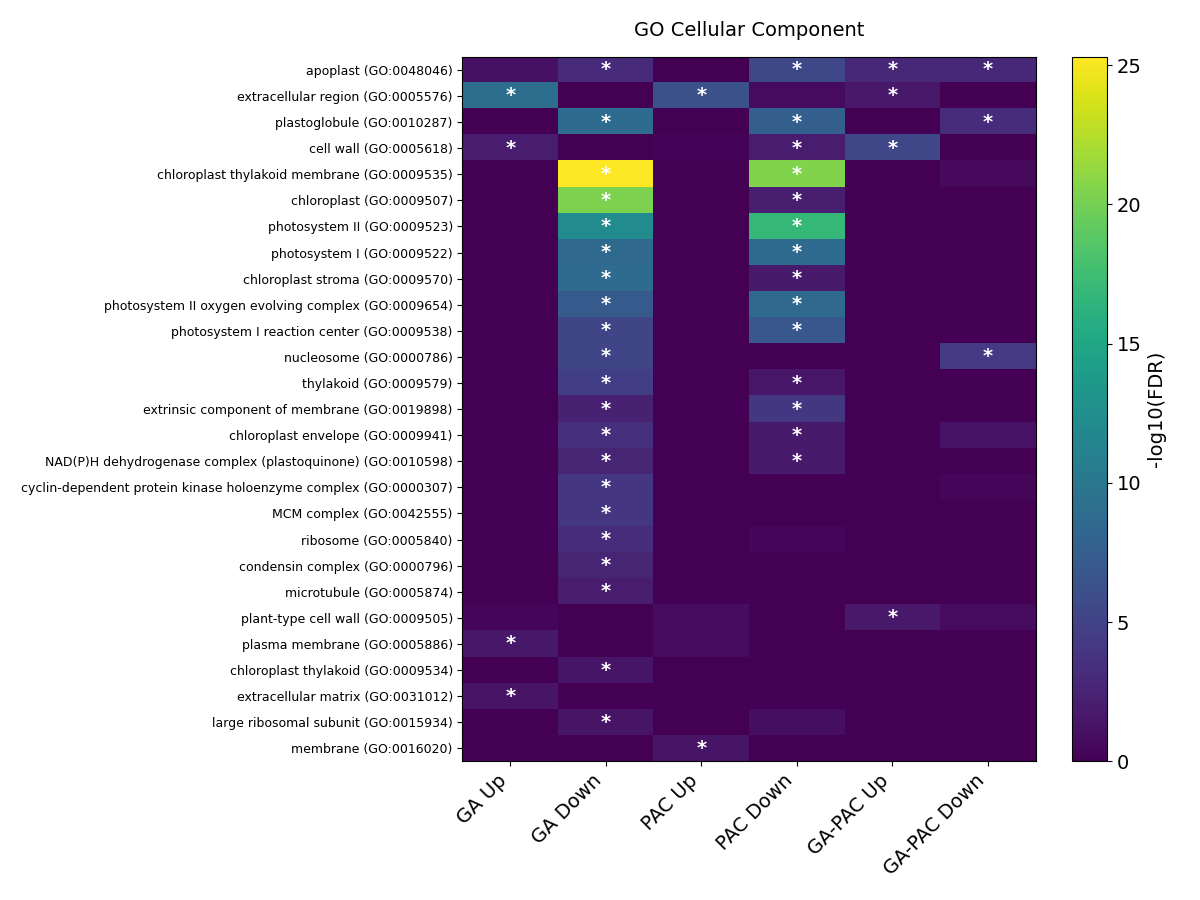 GO Cellular Component
apoplast (GO:0048046)
extracellular region (GO:0005576)
plastoglobule (GO:0010287)
cell wall (GO:0005618)
chloroplast thylakoid membrane (GO:0009535)
chloroplast (GO:0009507)
photosystem II (GO:0009523)
photosystem I (GO:0009522)
chloroplast stroma (GO:0009570)
photosystem II oxygen evolving complex (GO:0009654)
photosystem I reaction center (GO:0009538)
nucleosome (GO:0000786)
thylakoid (GO:0009579)
extrinsic component of membrane (GO:0019898)
chloroplast envelope (GO:0009941)
NAD(P)H dehydrogenase complex (plastoquinone) (GO:0010598)
cyclin-dependent protein kinase holoenzyme complex (GO:0000307)
MCM complex (GO:0042555)
ribosome (GO:0005840)
condensin complex (GO:0000796)
microtubule (GO:0005874)
plant-type cell wall (GO:0009505)
plasma membrane (GO:0005886)
chloroplast thylakoid (GO:0009534)
extracellular matrix (GO:0031012)
large ribosomal subunit (GO:0015934)
membrane (GO:0016020)
* * * *
* * *
* * *
* * *
* *
* *
* *
* *
* *
* *
* *
* *
* *
* *
* *
* *
*
*
*
*
*
*
*
*
*
*
*
GA Up
GA Down
PAC Up
PAC Down
GA-PAC Up
GA-PAC Down
25
20
15
10
5
0
-log10(FDR)